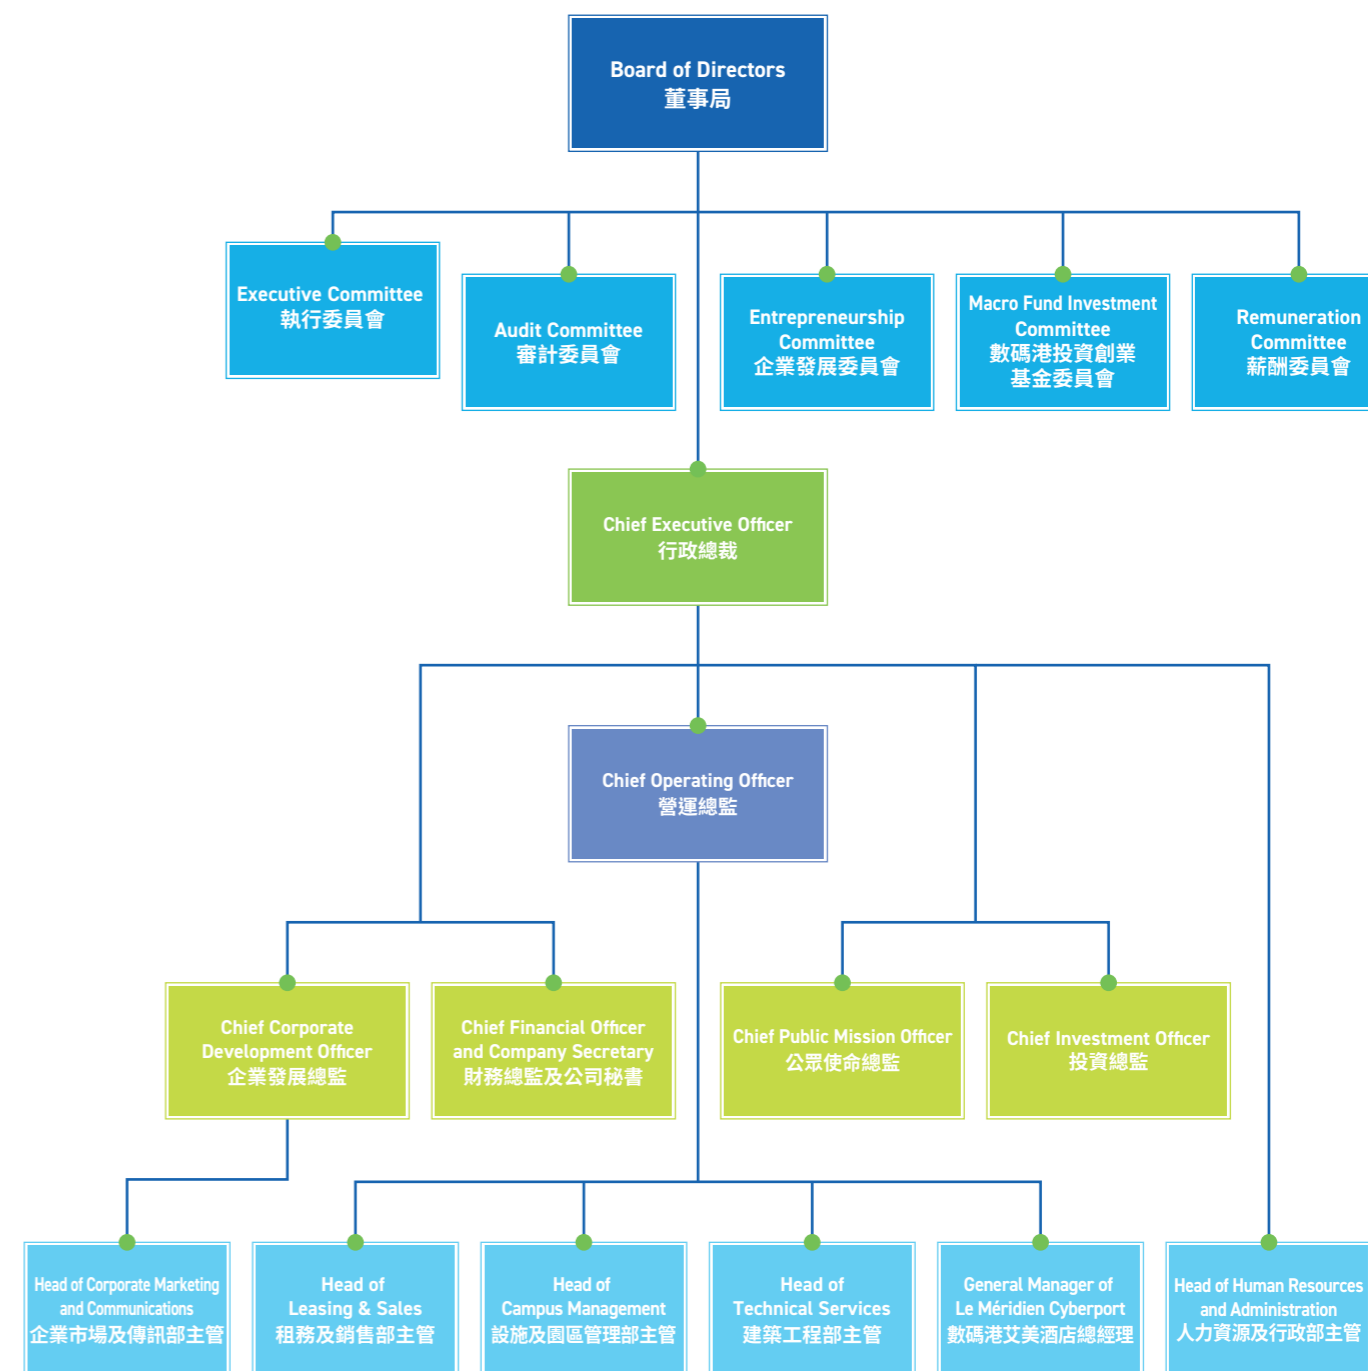 Board of Directors
董事局
Executive Committee
執行委員會
Audit Committee
審計委員會
Entrepreneurship
Committee
企業發展委員會
Macro Fund Investment
Committee
數碼港投資創業
基金委員會
Remuneration
Committee
薪酬委員會
Chief Executive Officer
行政總裁
Chief Operating Officer
營運總監
Chief Corporate
Development Officer
企業發展總監
Chief Financial Officer
and Company Secretary
財務總監及公司秘書
Chief Public Mission Officer
公眾使命總監
Chief Investment Officer
投資總監
Head of Corporate Marketing
and Communications
企業市場及傳訊部主管
Head of
Leasing & Sales
租務及銷售部主管
Head of
Campus Management
設施及園區管理部主管
Head of
Technical Services
建築工程部主管
General Manager of
Le Méridien Cyberport
數碼港艾美酒店總經理
Head of Human Resources
and Administration
人力資源及行政部主管